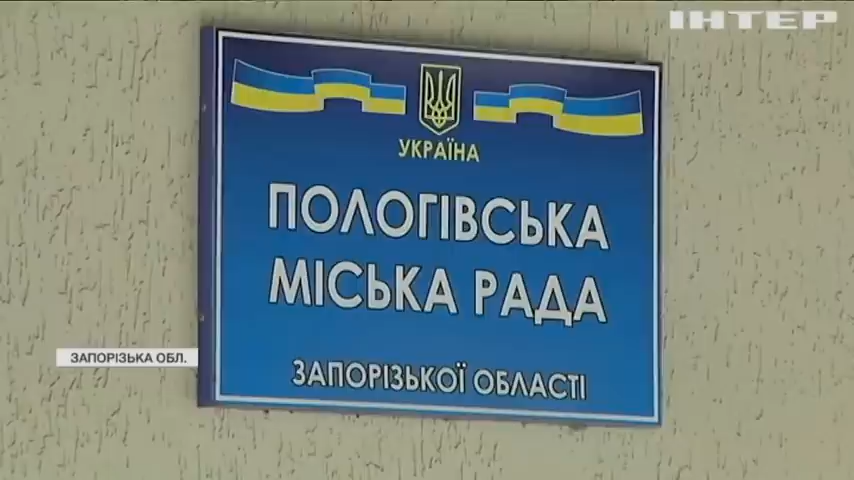 ІНТЕР
УКРАЇНА
ПОЛОГІВСЬКА
МІСЬКА РАДА
ЗАПОРІЗЬКОЇ ОБЛАСТІ
ЗАПОРІЗЬКА ОБЛ.